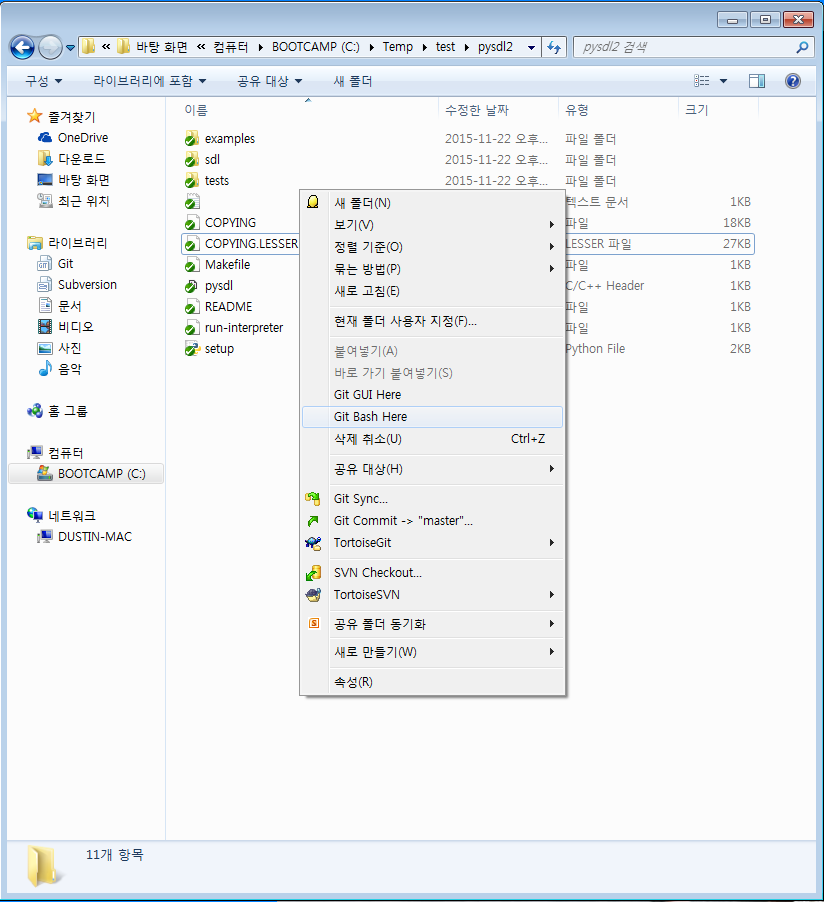 « 바탕 화면 « 컴퓨터 BOOTCAMP (C:) Temp test pysdl2
pysdl2 검색
구성 라이브러리에 포함 공유 대상 새 폴더
즐겨찾기
OneDrive
다운로드
바탕 화면
최근 위치
라이브러리
Git
Subversion
문서
비디오
사진
음악
홈 그룹
컴퓨터
BOOTCAMP (C:)
네트워크
DUSTIN-MAC
이름 수정한 날짜 유형 크기
examples 2015-11-22 오후... 파일 폴더
sdl 2015-11-22 오후... 파일 폴더
tests 2015-11-22 오후... 파일 폴더
텍스트 문서 1KB
COPYING 파일 18KB
COPYING.LESSER LESSER 파일 27KB
Makefile 파일 1KB
pysdl C/C++ Header 1KB
README 파일 1KB
run-interpreter 파일 1KB
setup Python File 2KB
새 폴더(N)
보기(V)
정렬 기준(O)
묶는 방법(P)
새로 고침(E)
현재 폴더 사용자 지정(F)...
붙여넣기(A)
바로 가기 붙여넣기(S)
Git GUI Here
Git Bash Here
삭제 취소(U) Ctrl+Z
공유 대상(H)
Git Sync...
Git Commit -> "master"...
TortoiseGit
SVN Checkout...
TortoiseSVN
공유 폴더 동기화
새로 만들기(W)
속성(R)
11개 항목